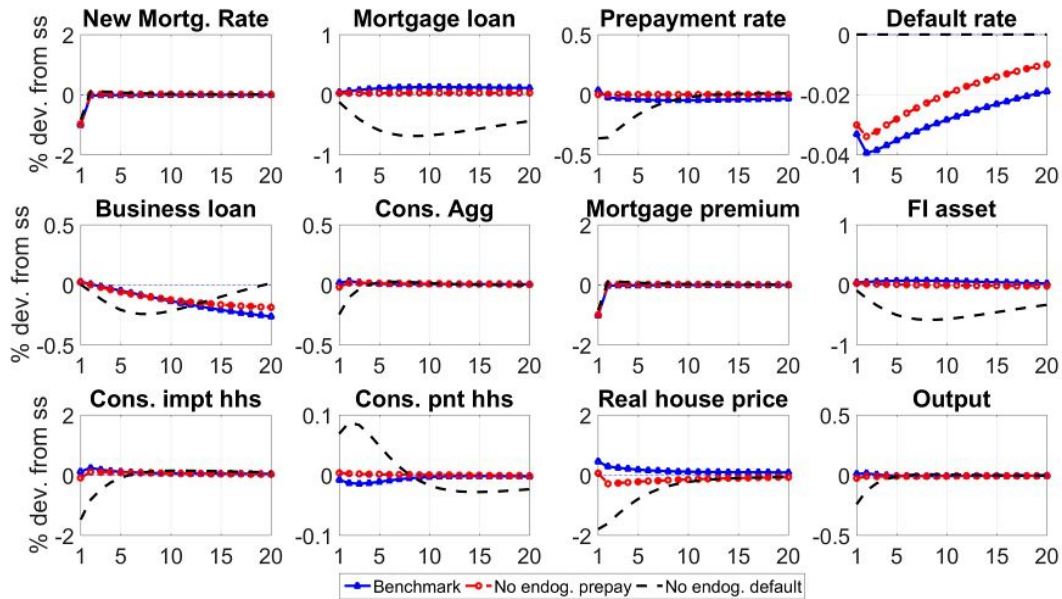 New Mortg. Rate
Mortgage loan
Prepayment rate
Default rate
% dev. from ss
2
0
-2
1
0
-1
0.5
0
-0.5
0
-0.02
-0.04
1 5 10 15 20
1 5 10 15 20
1 5 10 15 20
1 5 10 15 20
Business loan
Cons. Agg
Mortgage premium
FI asset
% dev. from ss
0.5
0
-0.5
0.5
0
-0.5
2
0
-2
1
0
-1
1 5 10 15 20
1 5 10 15 20
1 5 10 15 20
1 5 10 15 20
Cons. impt hhs
Cons. pnt hhs
Real house price
Output
% dev. from ss
2
0
-2
0.1
0
-0.1
2
0
-2
0.5
0
-0.5
1 5 10 15 20
1 5 10 15 20
1 5 10 15 20
1 5 10 15 20
Benchmark No endog. prepay No endog. default